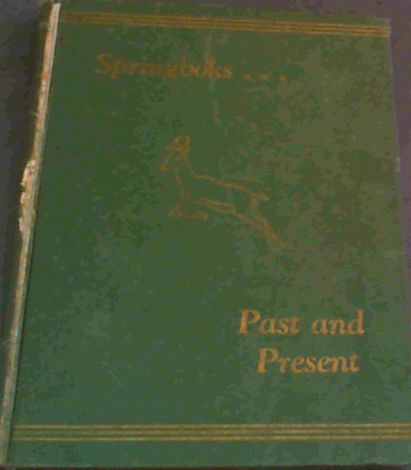 Springboks . . .
Past and
Present